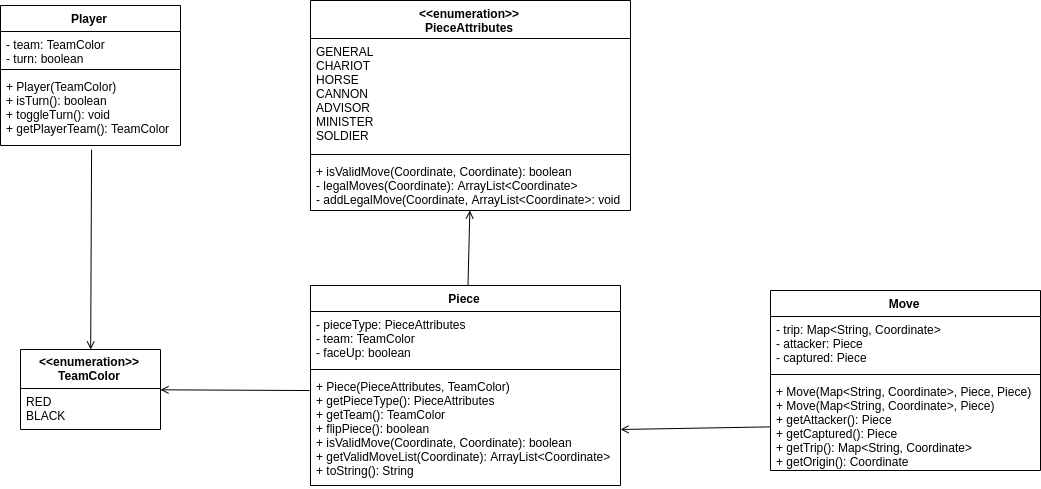 Player
- team: TeamColor
- turn: boolean
+ Player(TeamColor)
+ isTurn(): boolean
+ toggleTurn(): void
+ getPlayerTeam(): TeamColor
<<enumeration>>
PieceAttributes
GENERAL
CHARIOT
HORSE
CANNON
ADVISOR
MINISTER
SOLDIER
+ isValidMove(Coordinate, Coordinate): boolean
- legalMoves(Coordinate): ArrayList<Coordinate>
- addLegalMove(Coordinate, ArrayList<Coordinate>: void
<<enumeration>>
TeamColor
RED
BLACK
Piece
- pieceType: PieceAttributes
- team: TeamColor
- faceUp: boolean
+ Piece(PieceAttributes, TeamColor)
+ getPieceType(): PieceAttributes
+ getTeam(): TeamColor
+ flipPiece(): boolean
+ isValidMove(Coordinate, Coordinate): boolean
+ getValidMoveList(Coordinate): ArrayList<Coordinate>
+ toString(): String
Move
- trip: Map<String, Coordinate>
- attacker: Piece
- captured: Piece
+ Move(Map<String, Coordinate>, Piece, Piece)
+ Move(Map<String, Coordinate>, Piece)
+ getAttacker(): Piece
+ getCaptured(): Piece
+ getTrip(): Map<String, Coordinate>
+ getOrigin(): Coordinate